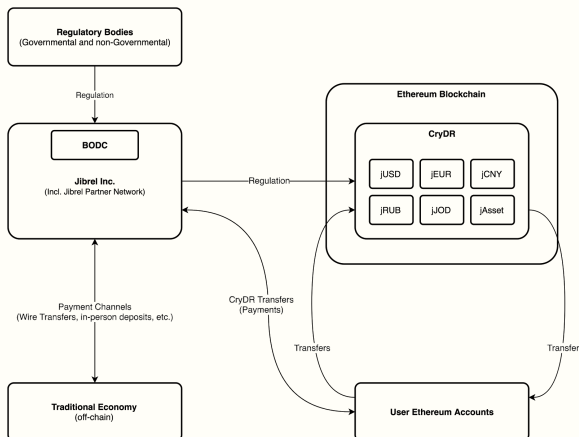 Regulatory Bodies
(Governmental and non-Governmental)
Regulation
Ethereum Blockchain
BODC
CryDR
Jibrel Inc.
(Incl. Jibrel Partner Network)
Regulation
jUSD
jEUR
jCNY
jRUB
jJOD
jAsset
Payment Channels
(Wire Transfers, in-person deposits, etc.)
CryDR Transfers
(Payments)
Transfers
Transfer
Traditional Economy
(off-chain)
User Ethereum Accounts